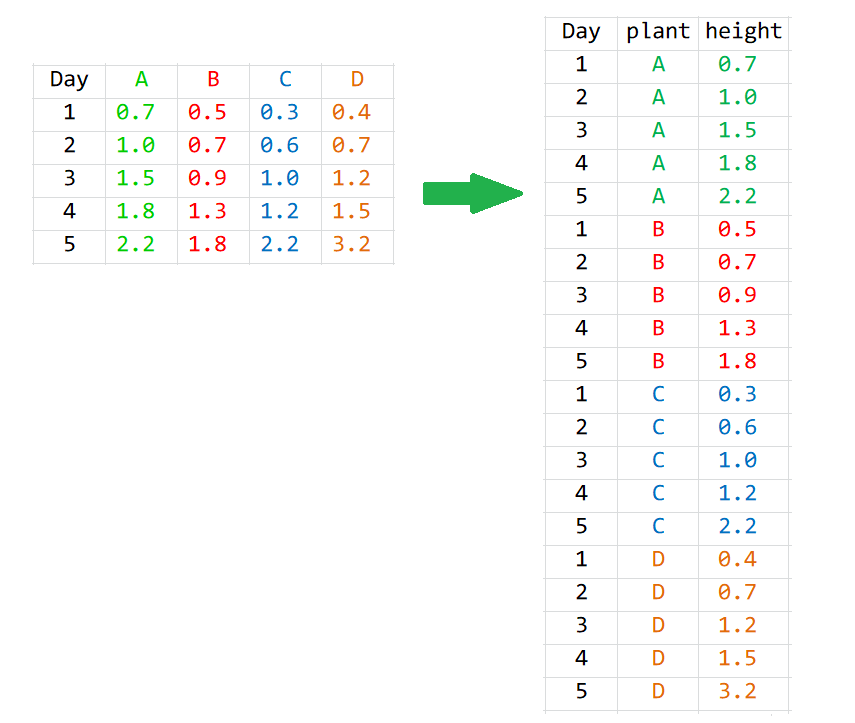 Day A B C D
1 0.7 0.5 0.3 0.4
2 1.0 0.7 0.6 0.7
3 1.5 0.9 1.0 1.2
4 1.8 1.3 1.2 1.5
5 2.2 1.8 2.2 3.2
Day plant height
1 A 0.7
2 A 1.0
3 A 1.5
4 A 1.8
5 A 2.2
1 B 0.5
2 B 0.7
3 B 0.9
4 B 1.3
5 B 1.8
1 C 0.3
2 C 0.6
3 C 1.0
4 C 1.2
5 C 2.2
1 D 0.4
2 D 0.7
3 D 1.2
4 D 1.5
5 D 3.2